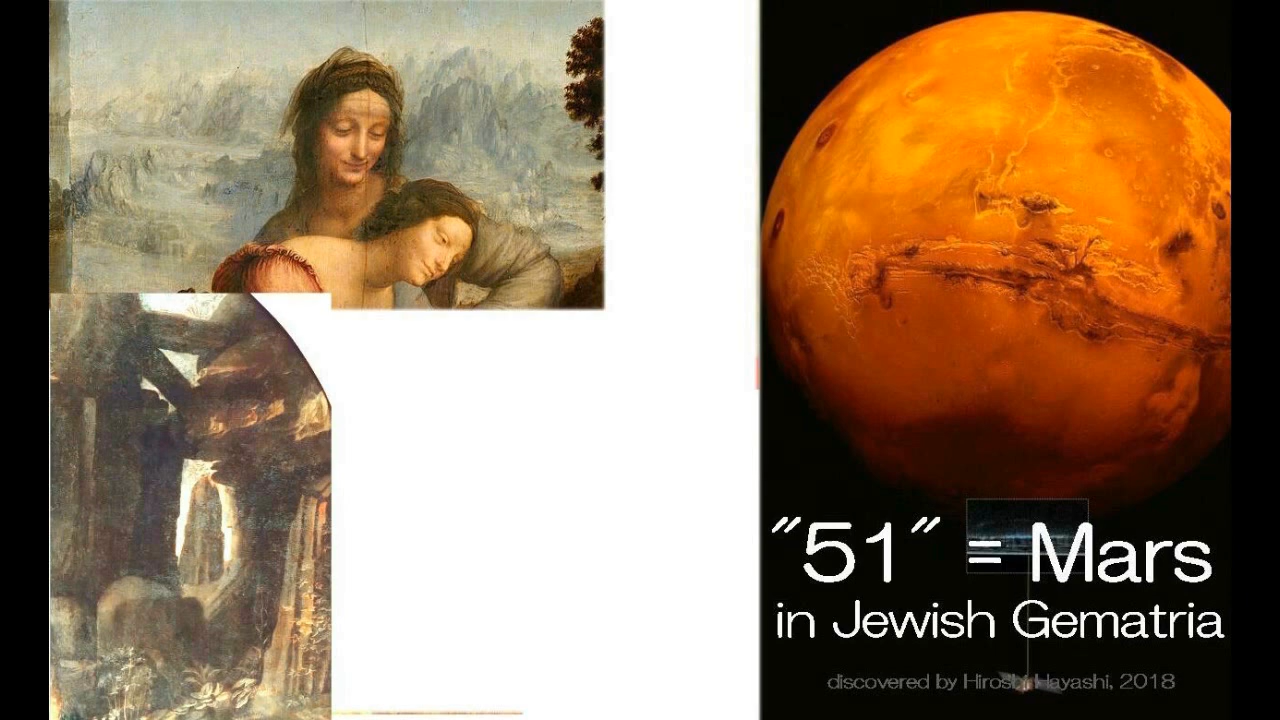 "51" = Mars
in Jewish Gematria
discovered by Hiroshi Hayashi, 2018